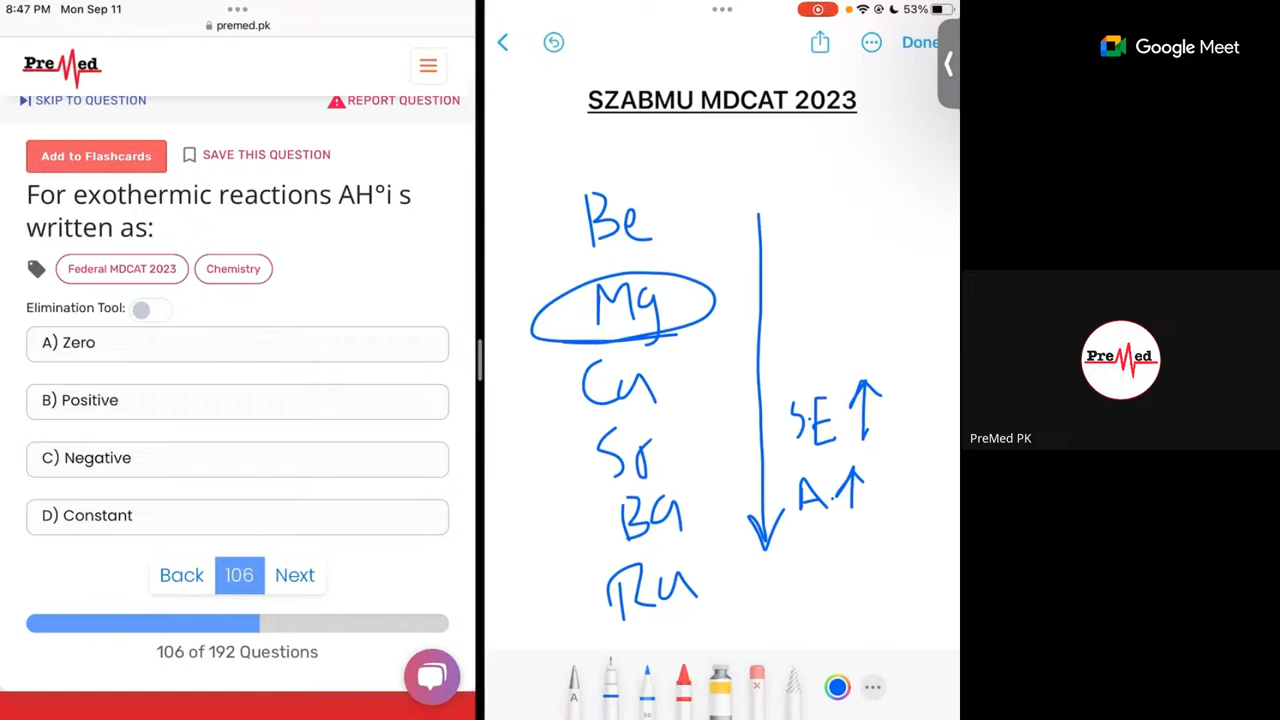 8:47 PM Mon Sep 11
premed.pk
PreMed
SKIP TO QUESTION
REPORT QUESTION
Add to Flashcards
SAVE THIS QUESTION
For exothermic reactions AH°i s
written as:
Federal MDCAT 2023
Chemistry
Elimination Tool:
A) Zero
B) Positive
C) Negative
D) Constant
Back 106 Next
106 of 192 Questions
53%
Done
SZABMU MDCAT 2023
Be
Mg
Ca
Sr
Ba
Ra
S.E ↑
A. ↑
Google Meet
PreMed
PreMed PK